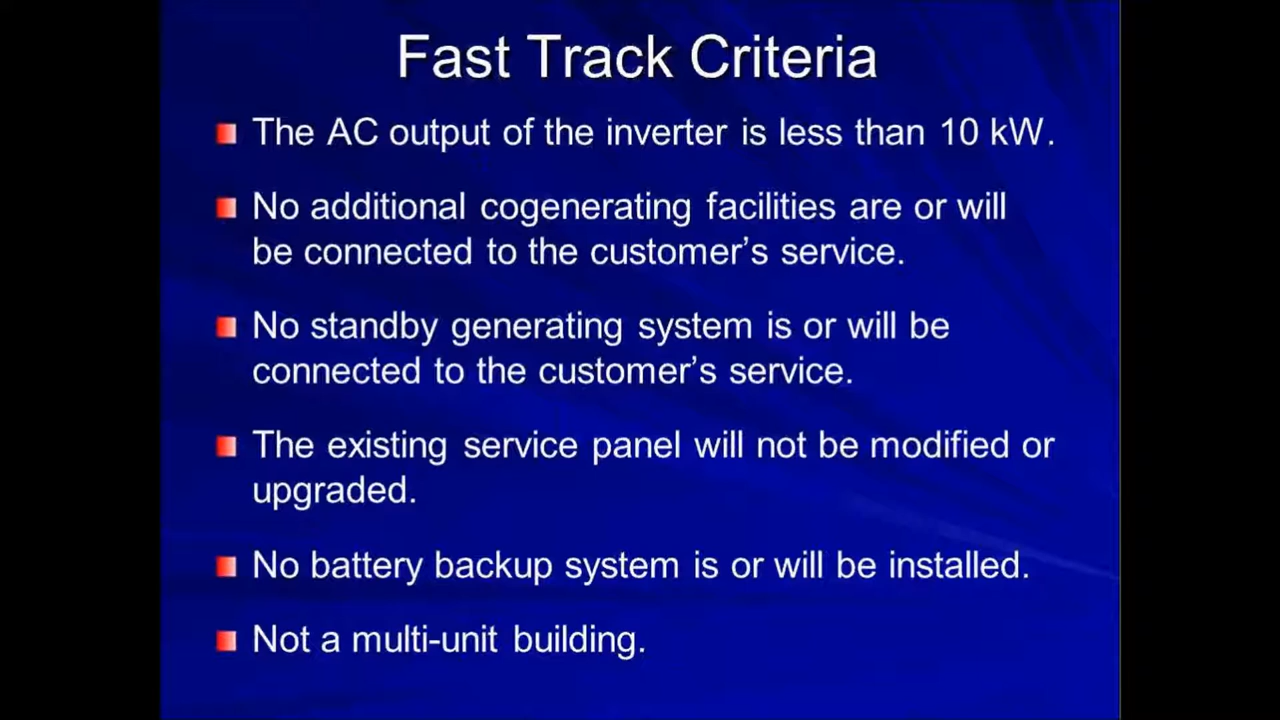 Fast Track Criteria
The AC output of the inverter is less than 10 kW.
No additional cogenerating facilities are or will
be connected to the customer’s service.
No standby generating system is or will be
connected to the customer’s service.
The existing service panel will not be modified or
upgraded.
No battery backup system is or will be installed.
Not a multi-unit building.